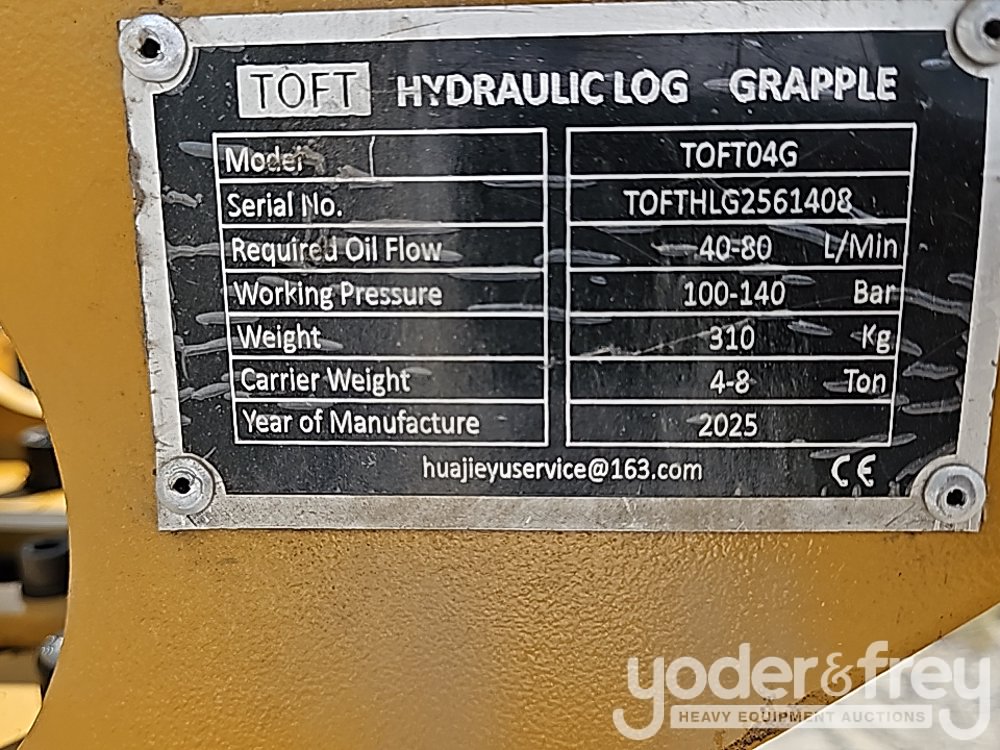 TOFT HYDRAULIC LOG GRAPPLE
Model TOFT04G
Serial No. TOFTHLG2561408
Required Oil Flow 40-80 L/Min
Working Pressure 100-140 Bar
Weight 310 Kg
Carrier Weight 4-8 Ton
Year of Manufacture 2025
huajieyuservice@163.com CE
yoder&frey
HEAVY EQUIPMENT AUCTIONS